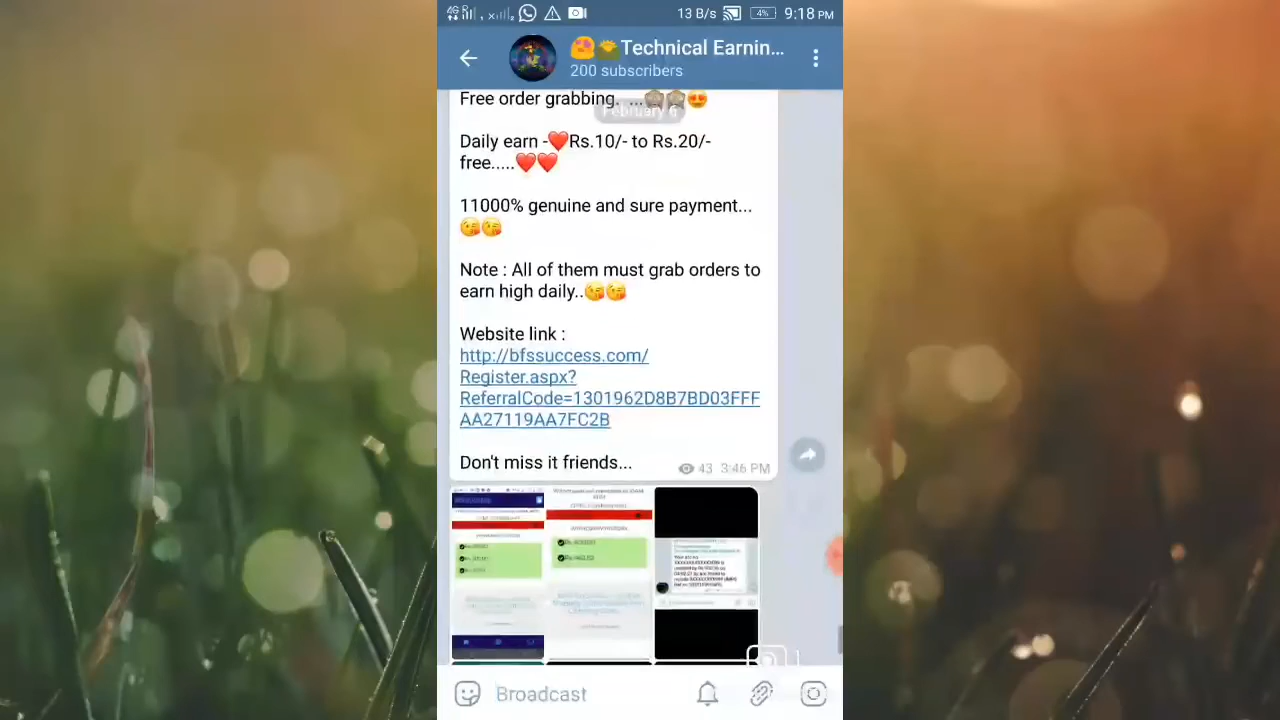 13 B/s 4% 9:18 PM
Technical Earnin...
200 subscribers
Free order grabbing. ...
February 6
Daily earn -❤️Rs.10/- to Rs.20/-
free.....❤️❤️
11000% genuine and sure payment...
😘😘
Note : All of them must grab orders to
earn high daily..😘😘
Website link :
http://bfssuccess.com/
Register.aspx?
ReferralCode=1301962D8B7BD03FFF
AA27119AA7FC2B
Don't miss it friends...
43 3:46 PM
Broadcast